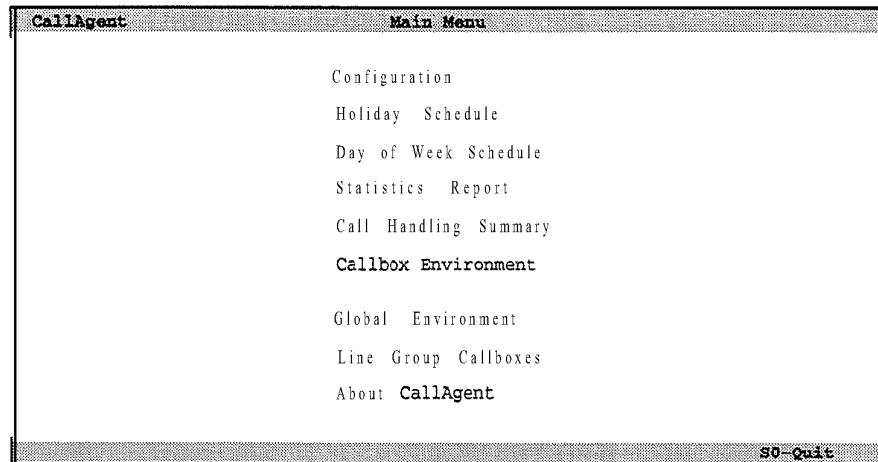 CallAgent Main Menu
Configuration
Holiday Schedule
Day of Week Schedule
Statistics Report
Call Handling Summary
Callbox Environment
Global Environment
Line Group Callboxes
About CallAgent
S0-Quit